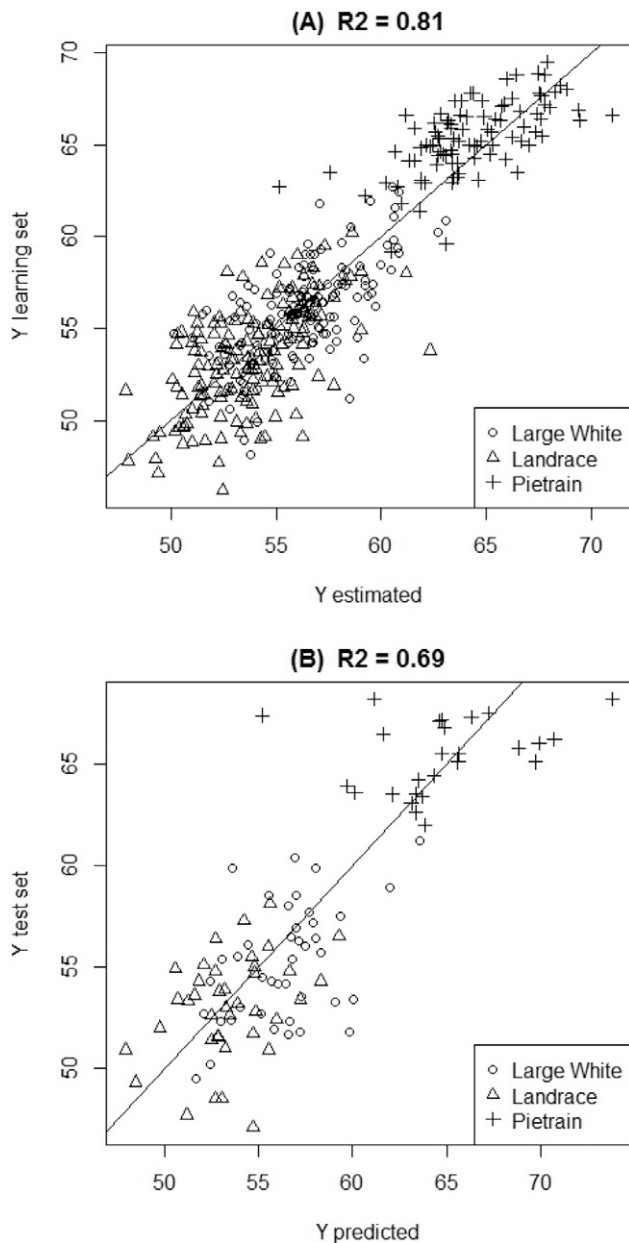 (A) R2 = 0.81
Y learning set
70
65
60
55
50
Large White
Landrace
Pietrain
50 55 60 65 70
Y estimated
(B) R2 = 0.69
Y test set
65
60
55
50
Large White
Landrace
Pietrain
50 55 60 65 70
Y predicted